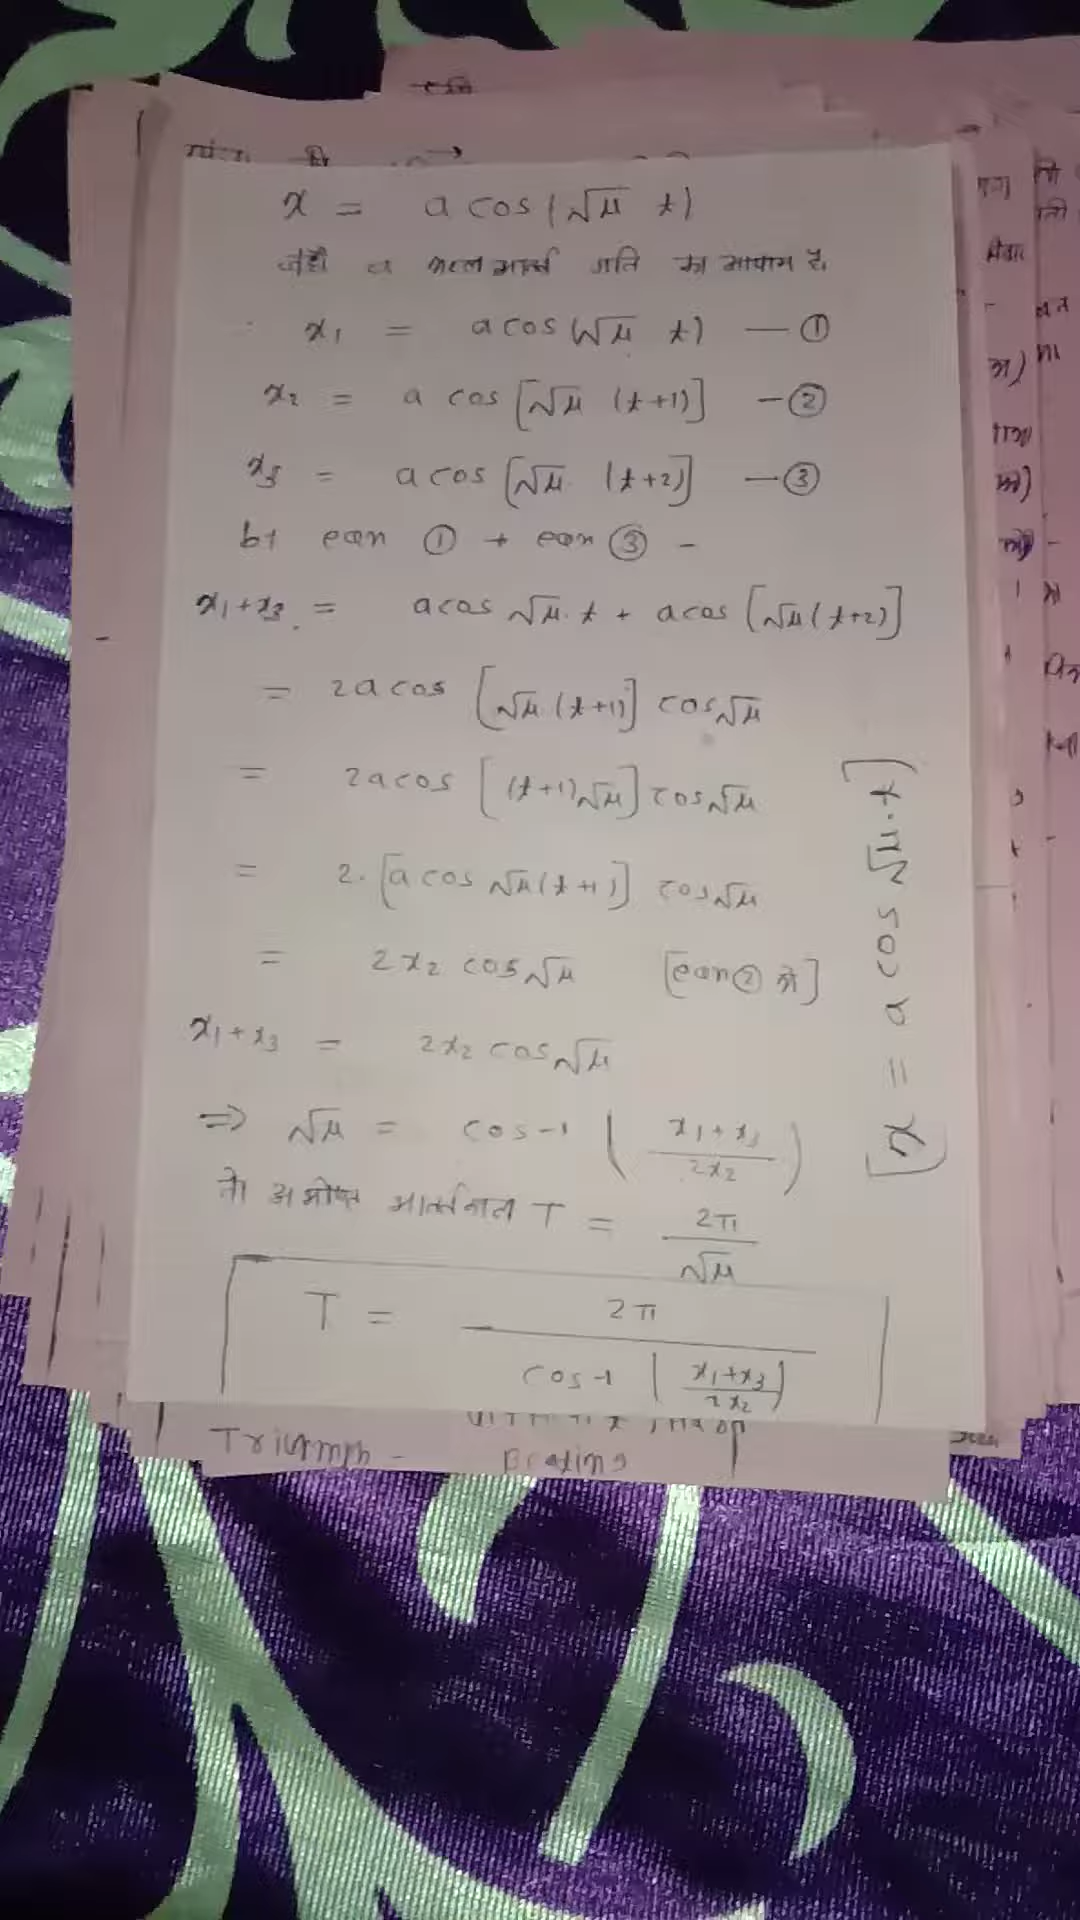 x = a cos(√μ t)
जहाँ a सरल आवर्त गति का आयाम है.
x₁ = a cos(√μ t) — ①
x₂ = a cos [√μ (t+1)] — ②
x₃ = a cos [√μ (t+2)] — ③
by eqn ① + eqn ③ –
x₁+x₃ = a cos √μ.t + a cos [√μ(t+2)]
= 2a cos [√μ.(t+1)] cos√μ
= 2a cos [(t+1)√μ] cos√μ
= 2.[a cos √μ(t+1)] cos√μ
= 2x₂ cos√μ [eqn② से]
x₁+x₃ = 2x₂ cos√μ
⇒ √μ = cos-1 (x₁+x₃ / 2x₂)
तो अभीष्ट आवर्तकाल T = 2π / √μ
T = 2π / cos-1 (x₁+x₃ / 2x₂)
[x = a cos √μ.t]
Triumph -